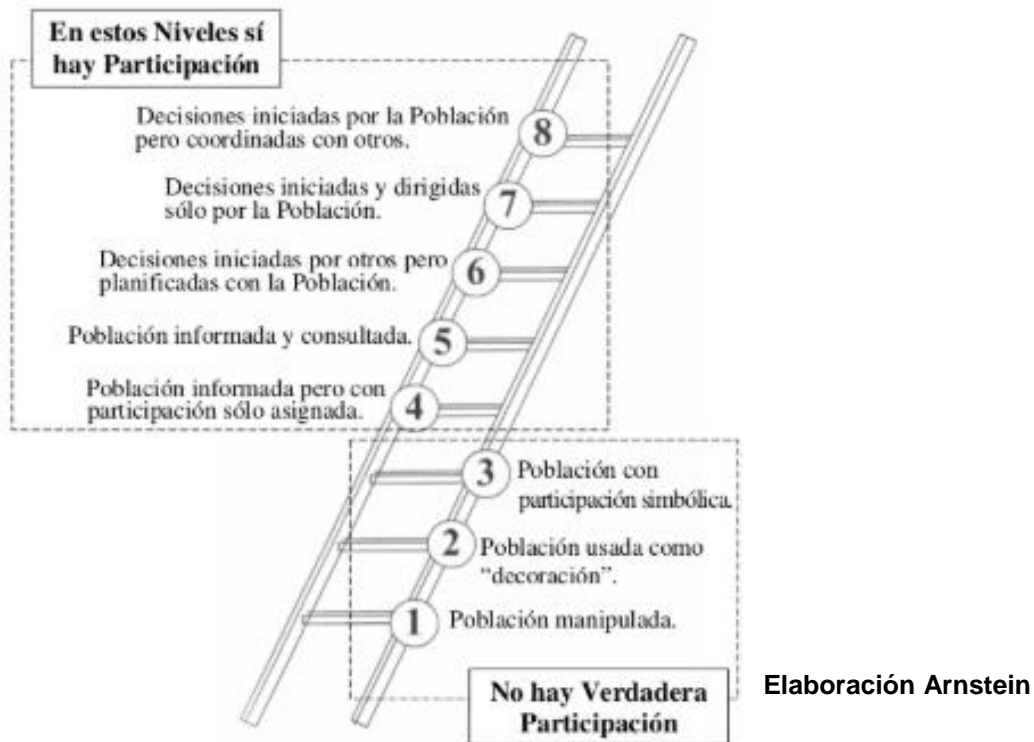 En estos Niveles sí
hay Participación
Decisiones iniciadas por la Población
pero coordinadas con otros.
8
Decisiones iniciadas y dirigidas
sólo por la Población.
7
Decisiones iniciadas por otros pero
planificadas con la Población.
6
Población informada y consultada.
5
Población informada pero con
participación sólo asignada.
4
3
Población con
participación simbólica.
2
Población usada como
“decoración”.
1
Población manipulada.
No hay Verdadera
Participación
Elaboración Arnstein